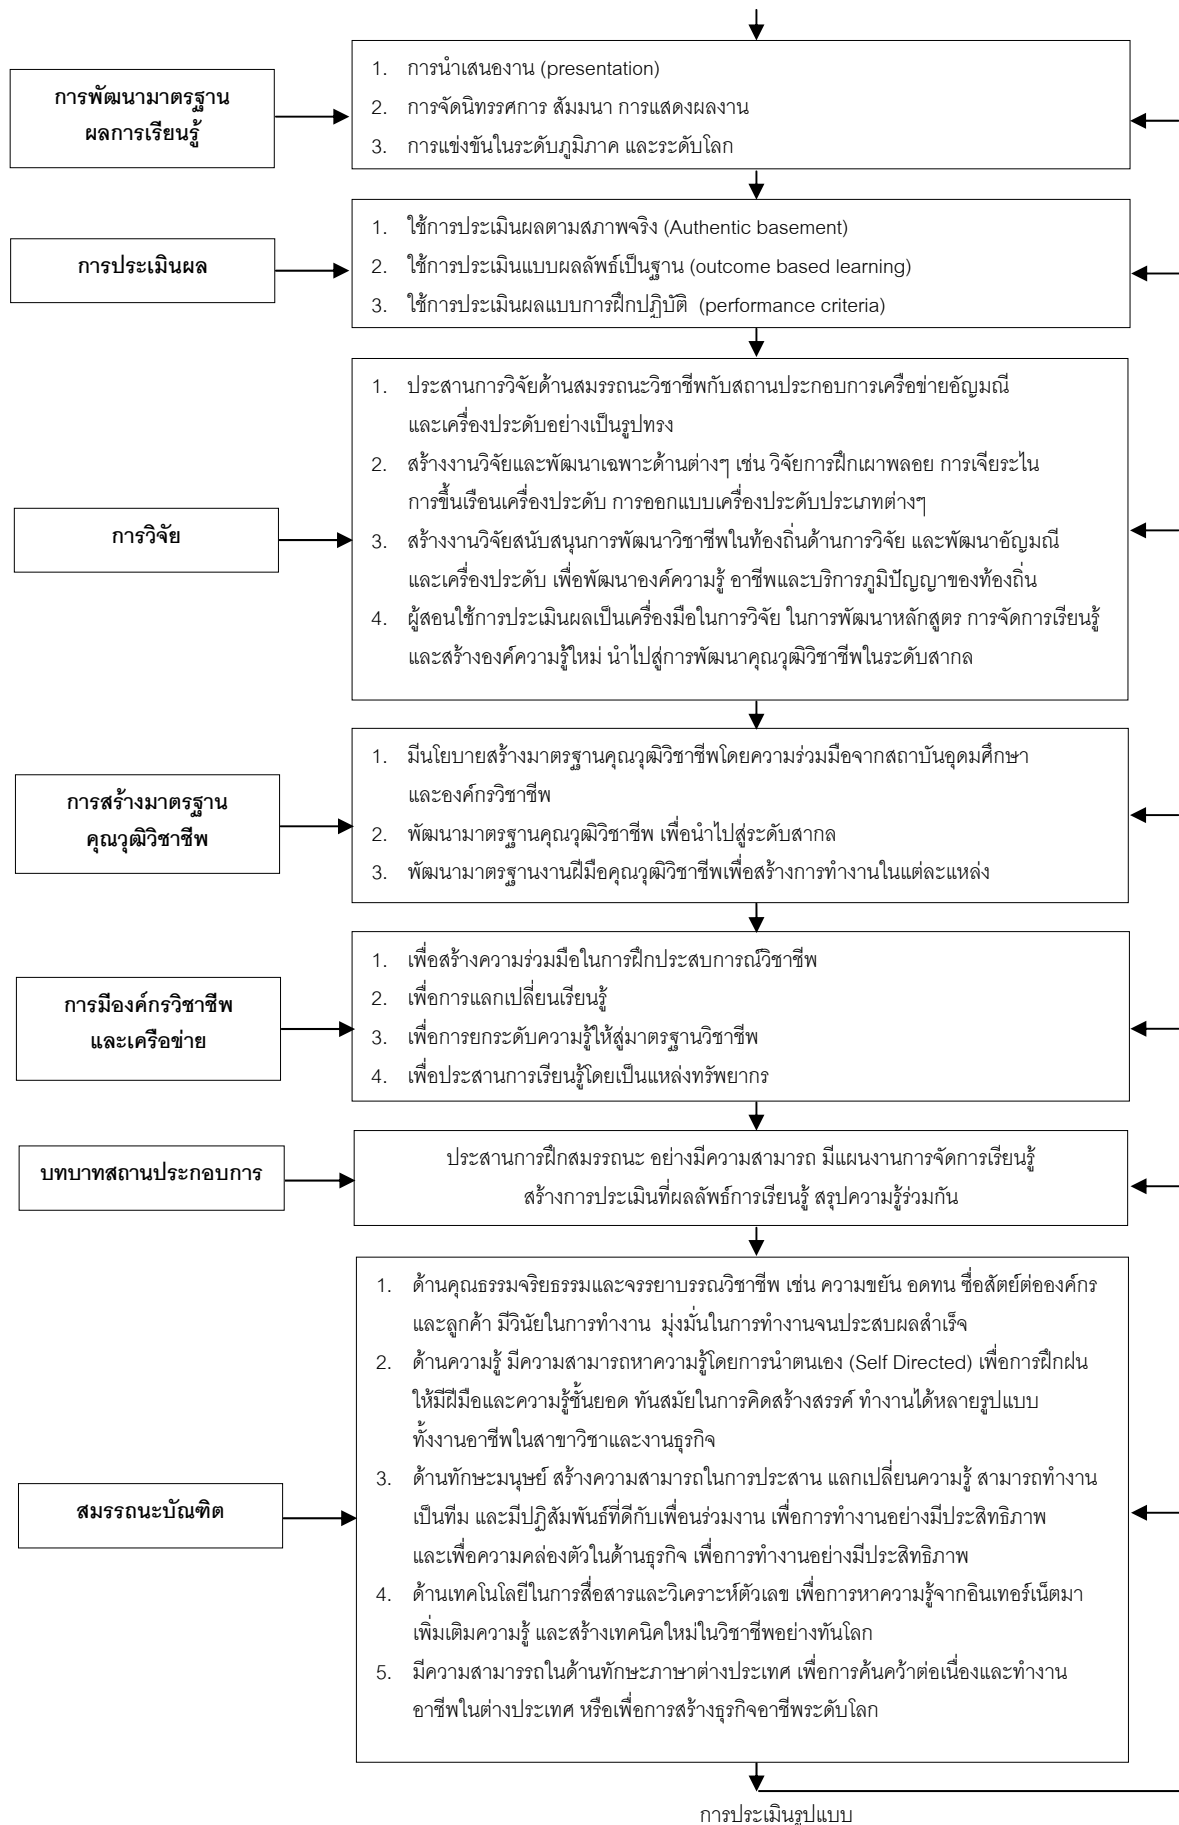 การพัฒนามาตรฐาน
ผลการเรียนรู้
1. การนำเสนองาน (presentation)
2. การจัดนิทรรศการ สัมมนา การแสดงผลงาน
3. การแข่งขันในระดับภูมิภาค และระดับโลก
การประเมินผล
1. ใช้การประเมินผลตามสภาพจริง (Authentic basement)
2. ใช้การประเมินแบบผลลัพธ์เป็นฐาน (outcome based learning)
3. ใช้การประเมินผลแบบการฝึกปฏิบัติ (performance criteria)
การวิจัย
1. ประสานการวิจัยด้านสมรรถนะวิชาชีพกับสถานประกอบการเครือข่ายอัญมณี
และเครื่องประดับอย่างเป็นรูปทรง
2. สร้างงานวิจัยและพัฒนาเฉพาะด้านต่างๆ เช่น วิจัยการฝึกเผาพลอย การเจียระไน
การขึ้นเรือนเครื่องประดับ การออกแบบเครื่องประดับประเภทต่างๆ
3. สร้างงานวิจัยสนับสนุนการพัฒนาวิชาชีพในท้องถิ่นด้านการวิจัย และพัฒนาอัญมณี
และเครื่องประดับ เพื่อพัฒนาองค์ความรู้ อาชีพและบริการภูมิปัญญาของท้องถิ่น
4. ผู้สอนใช้การประเมินผลเป็นเครื่องมือในการวิจัย ในการพัฒนาหลักสูตร การจัดการเรียนรู้
และสร้างองค์ความรู้ใหม่ นำไปสู่การพัฒนาคุณวุฒิวิชาชีพในระดับสากล
การสร้างมาตรฐาน
คุณวุฒิวิชาชีพ
1. มีนโยบายสร้างมาตรฐานคุณวุฒิวิชาชีพโดยความร่วมมือจากสถาบันอุดมศึกษา
และองค์กรวิชาชีพ
2. พัฒนามาตรฐานคุณวุฒิวิชาชีพ เพื่อนำไปสู่ระดับสากล
3. พัฒนามาตรฐานงานฝีมือคุณวุฒิวิชาชีพเพื่อสร้างการทำงานในแต่ละแหล่ง
การมีองค์กรวิชาชีพ
และเครือข่าย
1. เพื่อสร้างความร่วมมือในการฝึกประสบการณ์วิชาชีพ
2. เพื่อการแลกเปลี่ยนเรียนรู้
3. เพื่อการยกระดับความรู้ให้สู่มาตรฐานวิชาชีพ
4. เพื่อประสานการเรียนรู้โดยเป็นแหล่งทรัพยากร
บทบาทสถานประกอบการ
ประสานการฝึกสมรรถนะ อย่างมีความสามารถ มีแผนงานการจัดการเรียนรู้
สร้างการประเมินที่ผลลัพธ์การเรียนรู้ สรุปความรู้ร่วมกัน
สมรรถนะบัณฑิต
1. ด้านคุณธรรมจริยธรรมและจรรยาบรรณวิชาชีพ เช่น ความขยัน อดทน ซื่อสัตย์ต่อองค์กร
และลูกค้า มีวินัยในการทำงาน มุ่งมั่นในการทำงานจนประสบผลสำเร็จ
2. ด้านความรู้ มีความสามารถหาความรู้โดยการนำตนเอง (Self Directed) เพื่อการฝึกฝน
ให้มีฝีมือและความรู้ชั้นยอด ทันสมัยในการคิดสร้างสรรค์ ทำงานได้หลายรูปแบบ
ทั้งงานอาชีพในสาขาวิชาและงานธุรกิจ
3. ด้านทักษะมนุษย์ สร้างความสามารถในการประสาน แลกเปลี่ยนความรู้ สามารถทำงาน
เป็นทีม และมีปฏิสัมพันธ์ที่ดีกับเพื่อนร่วมงาน เพื่อการทำงานอย่างมีประสิทธิภาพ
และเพื่อความคล่องตัวในด้านธุรกิจ เพื่อการทำงานอย่างมีประสิทธิภาพ
4. ด้านเทคโนโลยีในการสื่อสารและวิเคราะห์ตัวเลข เพื่อการหาความรู้จากอินเทอร์เน็ตมา
เพิ่มเติมความรู้ และสร้างเทคนิคใหม่ในวิชาชีพอย่างทันโลก
5. มีความสามารรถในด้านทักษะภาษาต่างประเทศ เพื่อการค้นคว้าต่อเนื่องและทำงาน
อาชีพในต่างประเทศ หรือเพื่อการสร้างธุรกิจอาชีพระดับโลก
การประเมินรูปแบบ